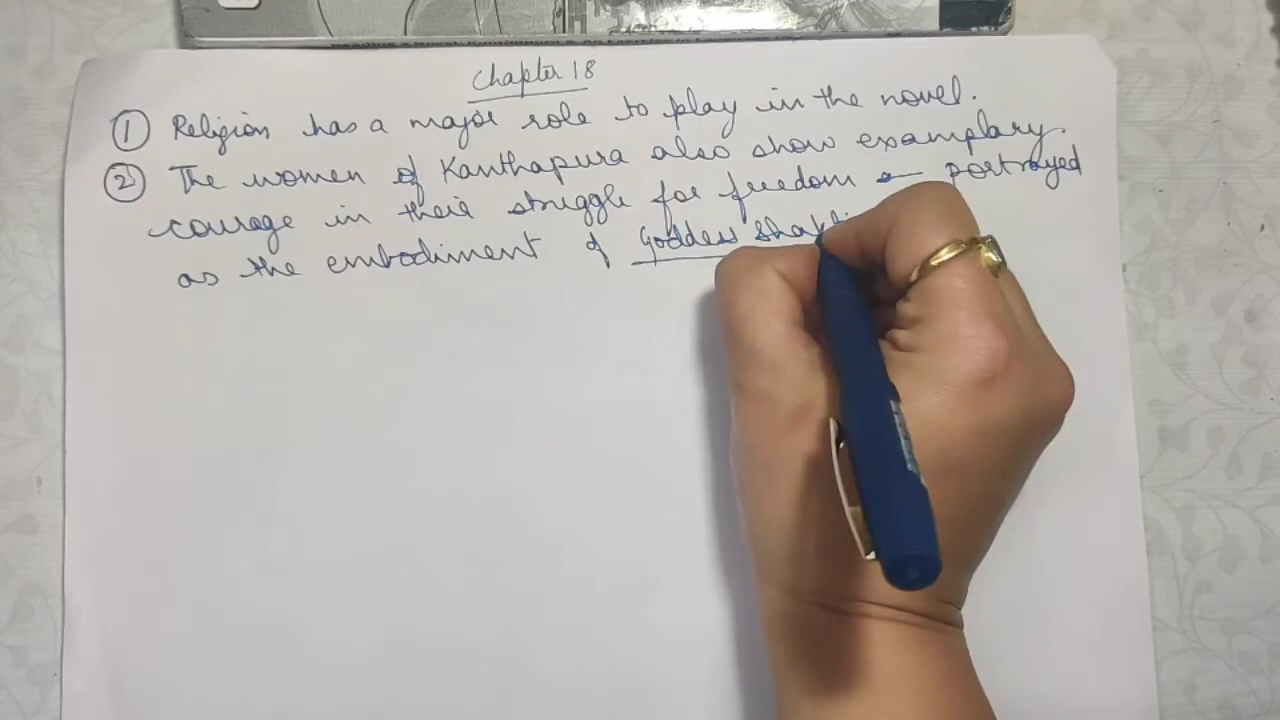 Chapter 18
① Religion has a major role to play in the novel.
② The women of Kanthapura also show examplary
courage in their struggle for freedom — portrayed
as the embodiment of Goddess Shakti